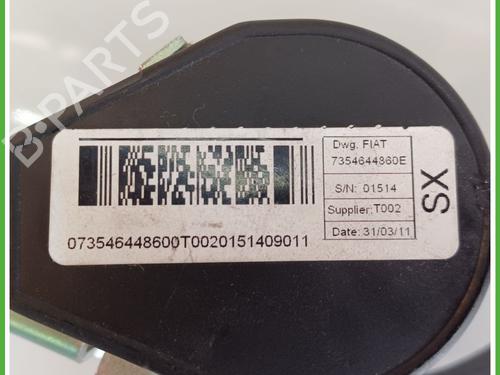 B-PARTS
Dwg. FIAT
7354644860E
S/N: 01514
Supplier: T002
Date: 31/03/11
SX
073546448600T0020151409011